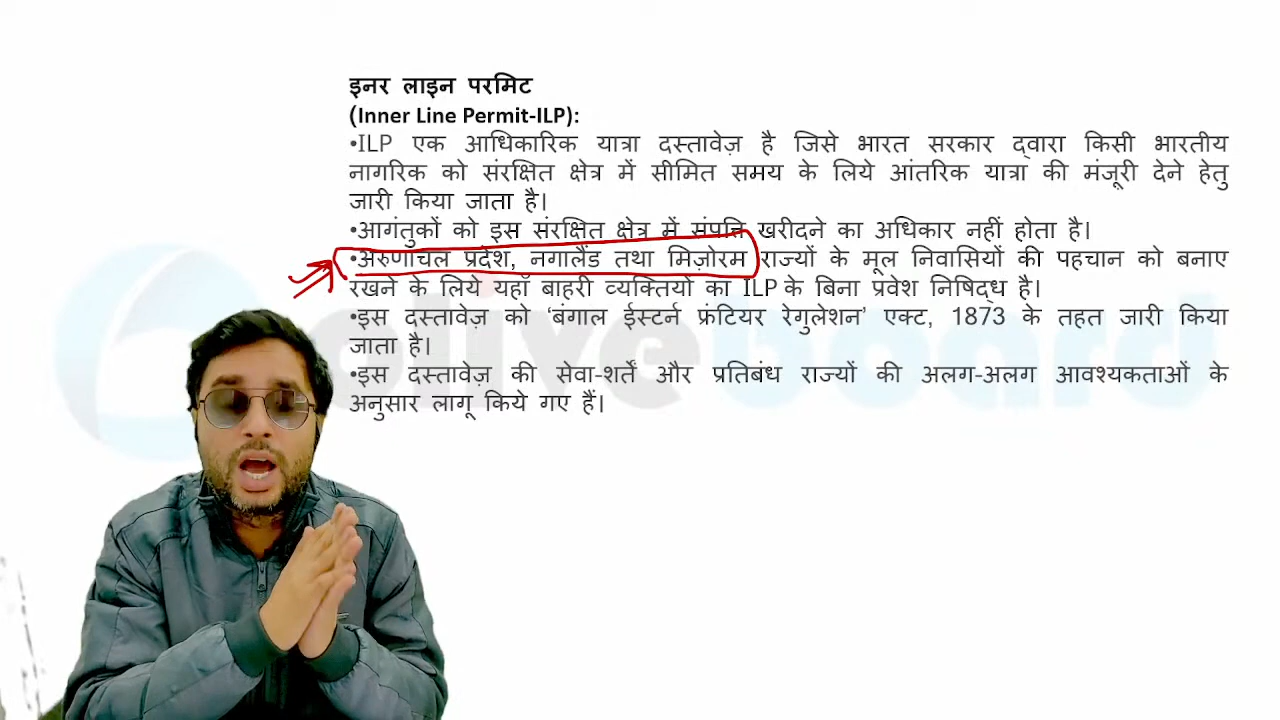 इनर लाइन परमिट
(Inner Line Permit-ILP):
•ILP एक आधिकारिक यात्रा दस्तावेज़ है जिसे भारत सरकार द्वारा किसी भारतीय
नागरिक को संरक्षित क्षेत्र में सीमित समय के लिये आंतरिक यात्रा की मंजूरी देने हेतु
जारी किया जाता है।
•आगंतुकों को इस संरक्षित क्षेत्र में संपत्ति खरीदने का अधिकार नहीं होता है।
•अरुणाचल प्रदेश, नगालैंड तथा मिज़ोरम राज्यों के मूल निवासियों की पहचान को बनाए
रखने के लिये यहाँ बाहरी व्यक्तियों का ILP के बिना प्रवेश निषिद्ध है।
•इस दस्तावेज़ को ‘बंगाल ईस्टर्न फ्रंटियर रेगुलेशन’ एक्ट, 1873 के तहत जारी किया
जाता है।
•इस दस्तावेज़ की सेवा-शर्तें और प्रतिबंध राज्यों की अलग-अलग आवश्यकताओं के
अनुसार लागू किये गए हैं।
oliveboard